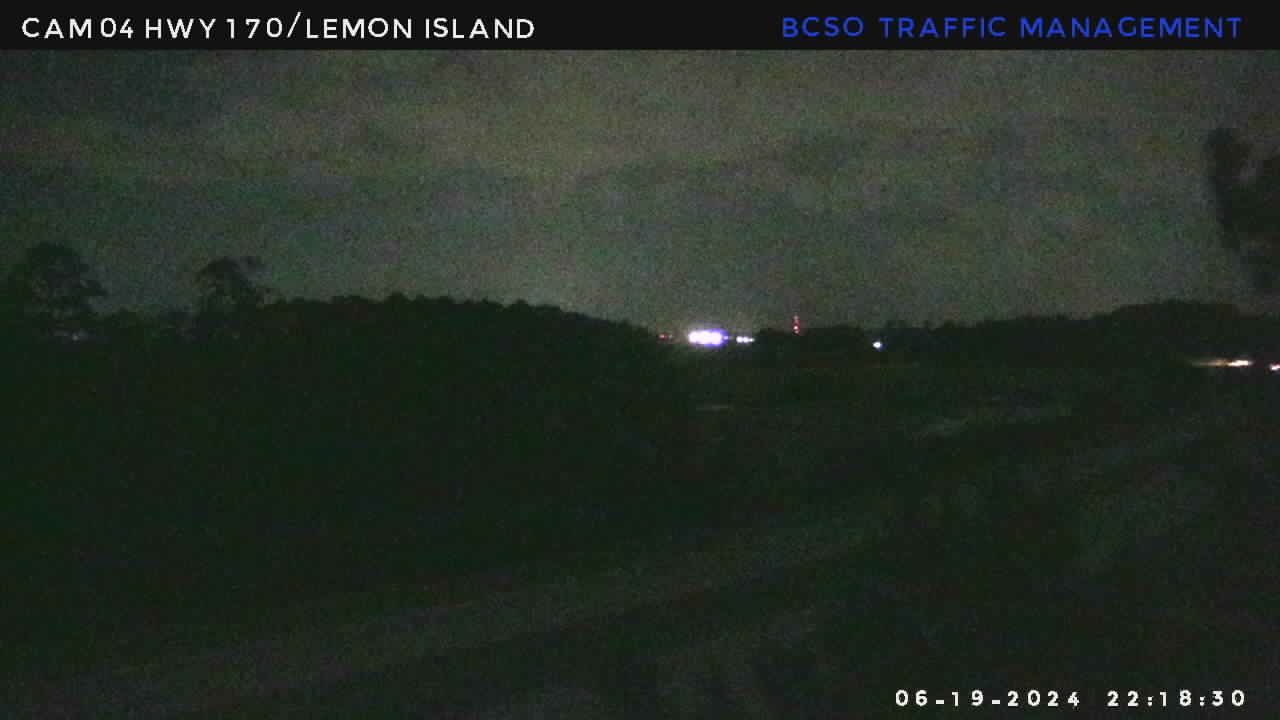 CAM04 HWY 170/LEMON ISLAND
BCSO TRAFFIC MANAGEMENT
06-19-2024 22:18:30